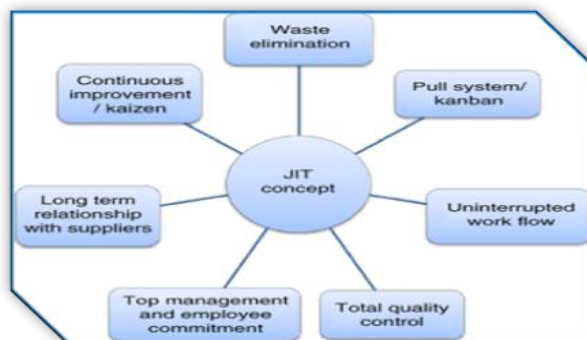 Waste
elimination
Continuous
improvement
/ kaizen
Pull system/
kanban
JIT
concept
Long term
relationship
with suppliers
Uninterrupted
work flow
Top management
and employee
commitment
Total quality
control